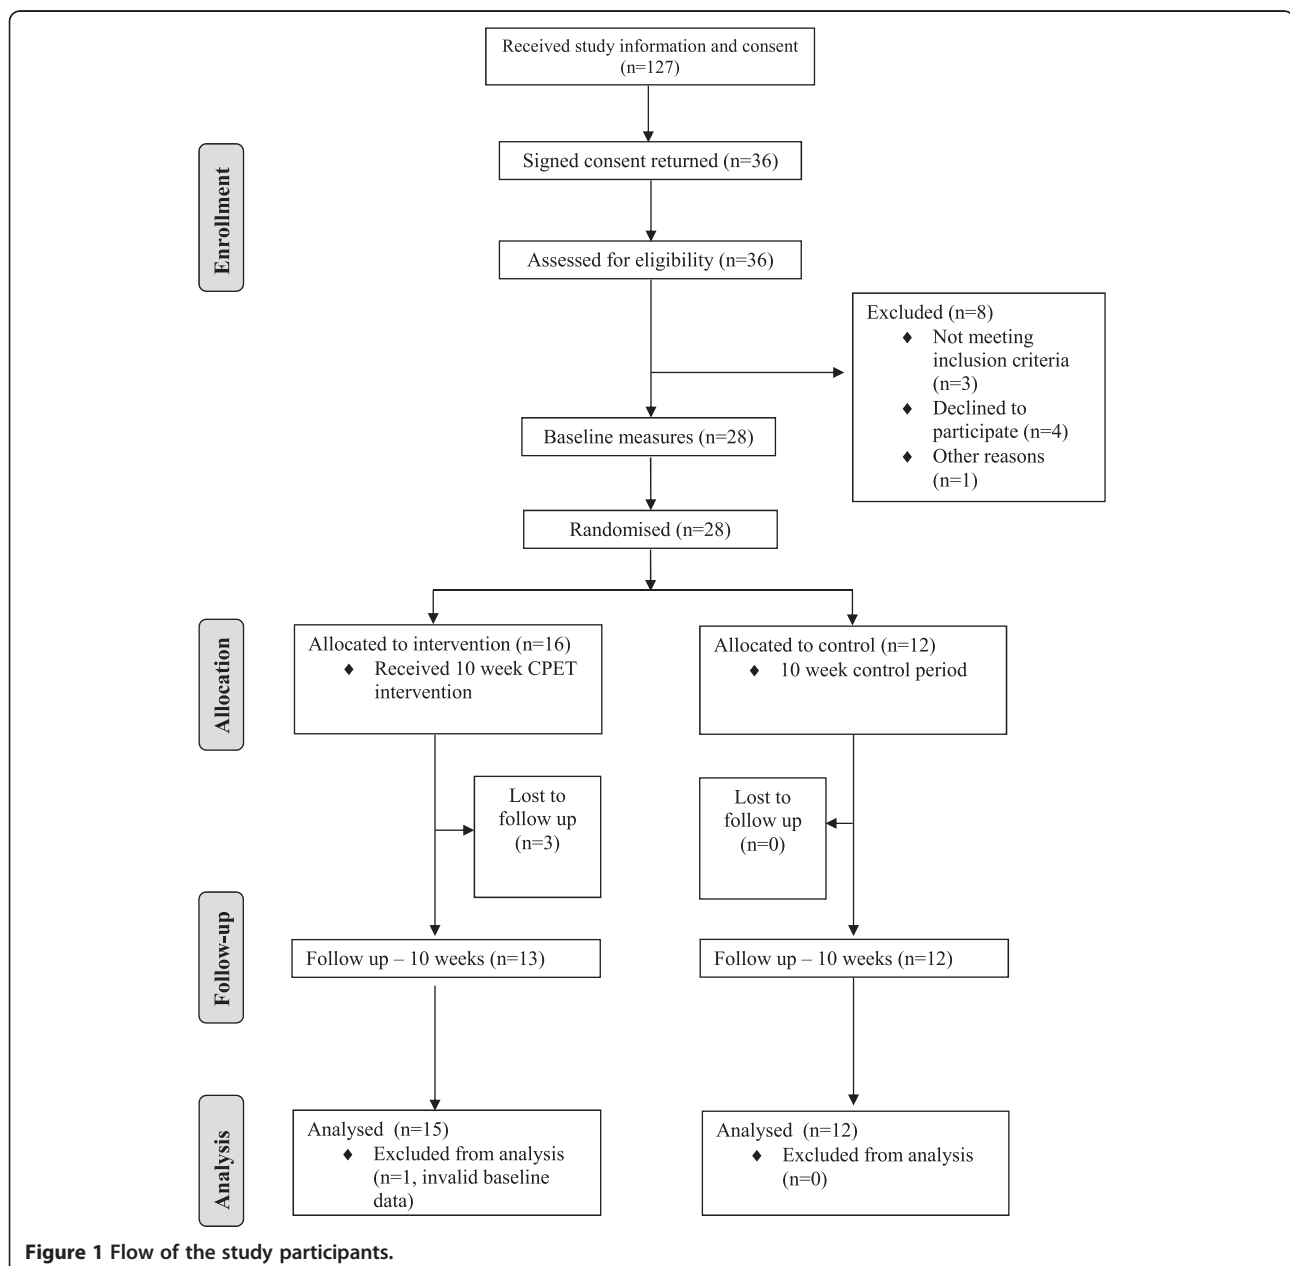 Received study information and consent
(n=127)
Enrollment
Signed consent returned (n=36)
Assessed for eligibility (n=36)
Excluded (n=8)
♦ Not meeting
inclusion criteria
(n=3)
♦ Declined to
participate (n=4)
♦ Other reasons
(n=1)
Baseline measures (n=28)
Randomised (n=28)
Allocation
Allocated to intervention (n=16)
♦ Received 10 week CPET
intervention
Allocated to control (n=12)
♦ 10 week control period
Lost to
follow up
(n=3)
Lost to
follow up
(n=0)
Follow-up
Follow up – 10 weeks (n=13)
Follow up – 10 weeks (n=12)
Analysis
Analysed (n=15)
♦ Excluded from analysis
(n=1, invalid baseline
data)
Analysed (n=12)
♦ Excluded from analysis
(n=0)
Figure 1 Flow of the study participants.